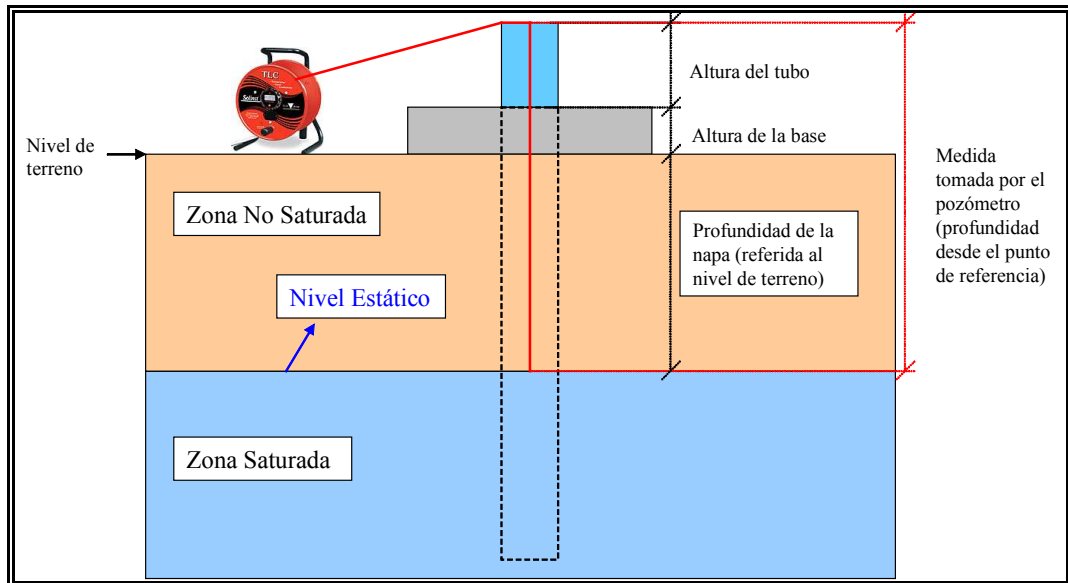 TLC
Solinst
Altura del tubo
Altura de la base
Nivel de
terreno
Medida
tomada por el
pozómetro
(profundidad
desde el punto
de referencia)
Zona No Saturada
Profundidad de la
napa (referida al
nivel de terreno)
Nivel Estático
Zona Saturada